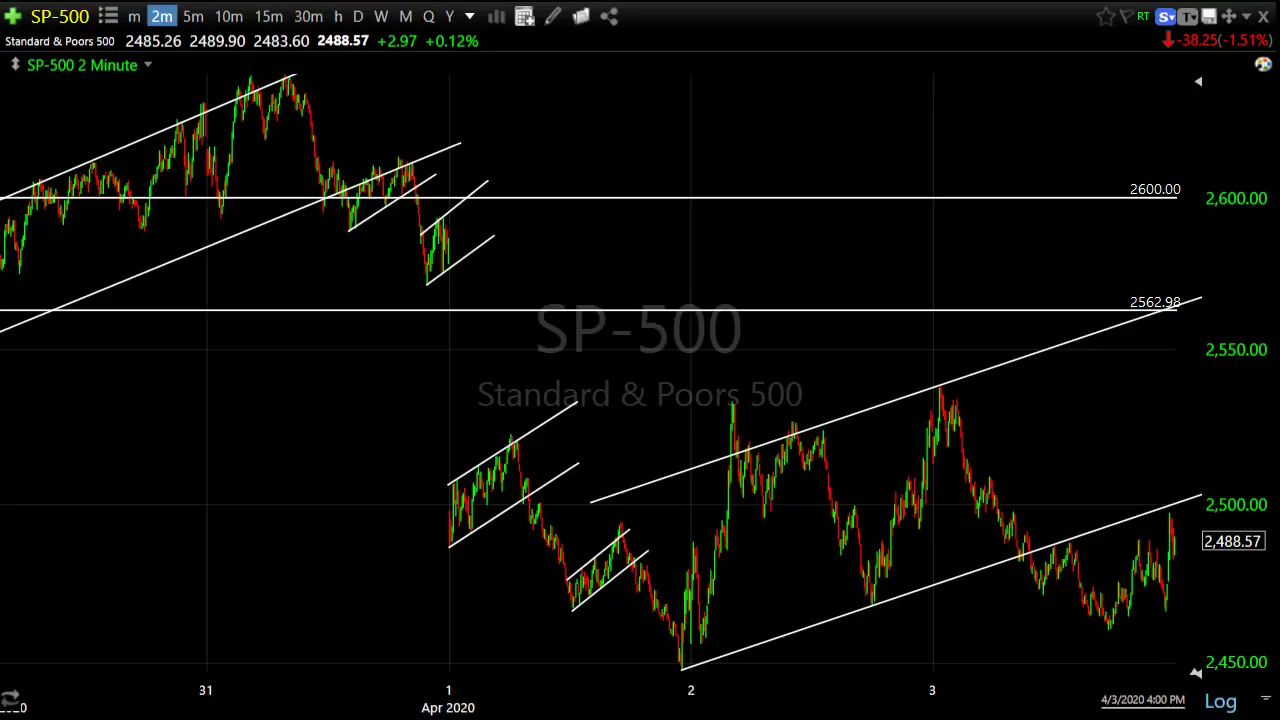 SP-500 m 2m 5m 10m 15m 30m h D W M Q Y RT S T X
Standard & Poors 500 2485.26 2489.90 2483.60 2488.57 +2.97 +0.12% -38.25(-1.51%)
SP-500 2 Minute
2600.00
2,600.00
2562.98
SP-500
2,550.00
Standard & Poors 500
2,500.00
2,488.57
2,450.00
31 1 2 3
4/3/2020 4:00 PM Log
Apr 2020